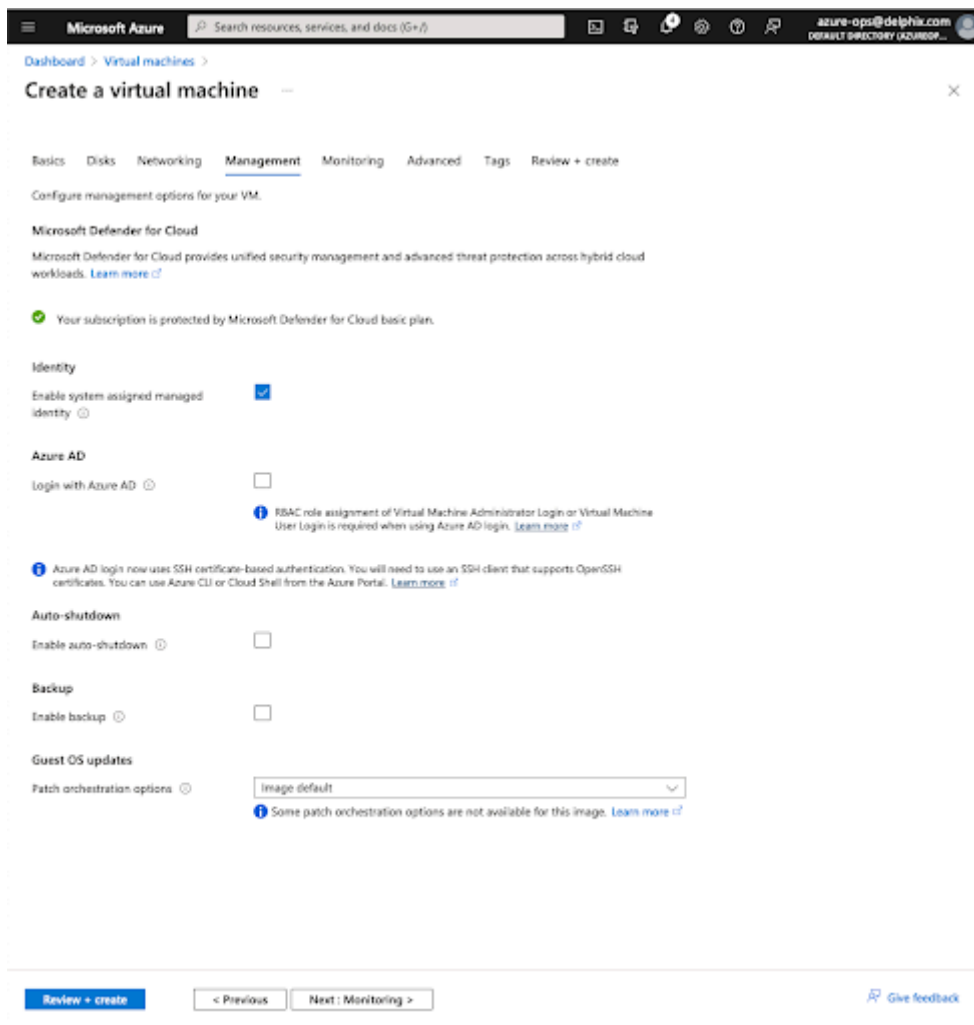 Microsoft Azure
Search resources, services, and docs (G+/)
azure-ops@delphix.com
DEFAULT DIRECTORY (AZUREOP...
Dashboard > Virtual machines >
Create a virtual machine ...
Basics Disks Networking Management Monitoring Advanced Tags Review + create
Configure management options for your VM.
Microsoft Defender for Cloud
Microsoft Defender for Cloud provides unified security management and advanced threat protection across hybrid cloud
workloads. Learn more
Your subscription is protected by Microsoft Defender for Cloud basic plan.
Identity
Enable system assigned managed
identity
Azure AD
Login with Azure AD
RBAC role assignment of Virtual Machine Administrator Login or Virtual Machine
User Login is required when using Azure AD login. Learn more
Azure AD login now uses SSH certificate-based authentication. You will need to use an SSH client that supports OpenSSH
certificates. You can use Azure CLI or Cloud Shell from the Azure Portal. Learn more
Auto-shutdown
Enable auto-shutdown
Backup
Enable backup
Guest OS updates
Patch orchestration options
Image default
Some patch orchestration options are not available for this image. Learn more
Review + create
< Previous
Next : Monitoring >
Give feedback